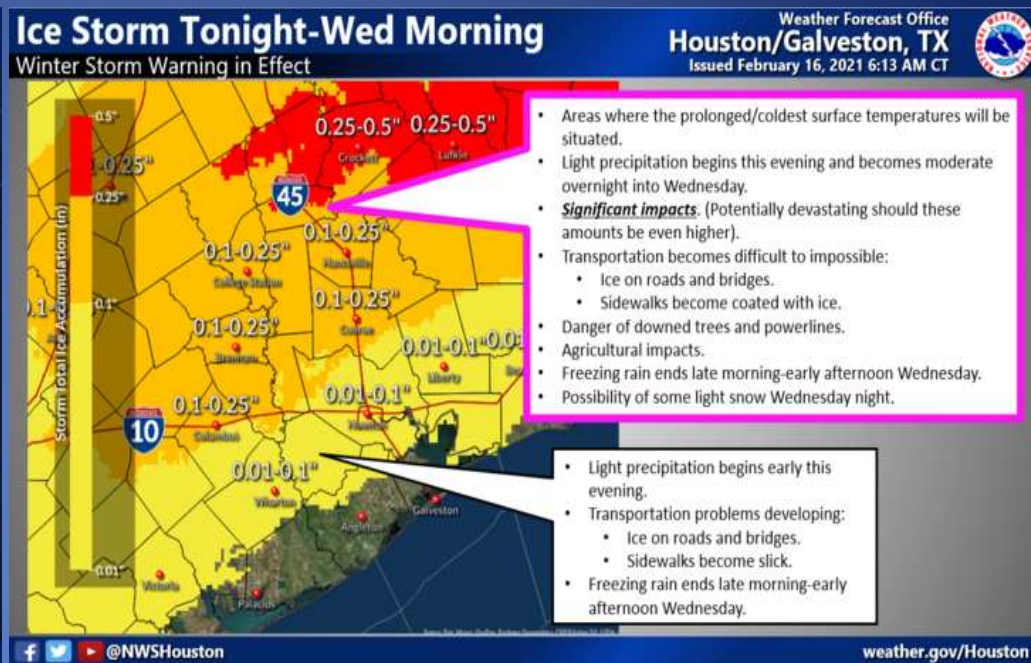 Ice Storm Tonight-Wed Morning
Winter Storm Warning in Effect
Weather Forecast Office
Houston/Galveston, TX
Issued February 16, 2021 6:13 AM CT
Storm Total Ice Accumulation (in)
0.5"
0.25"
0.1"
0.01"
0.25-0.5" 0.25-0.5"
Crockett Lufkin
45
0.1-0.25"
Huntsville
0.1-0.25"
College Station
0.1-0.25"
Conroe
0.1-0.25"
Brenham
0.01-0.1"
Liberty
0.01-0.1"
Houston
10
0.1-0.25"
Columbus
0.01-0.1"
Wharton
Angleton
Galveston
Victoria
Palacios
• Areas where the prolonged/coldest surface temperatures will be
situated.
• Light precipitation begins this evening and becomes moderate
overnight into Wednesday.
• Significant impacts. (Potentially devastating should these
amounts be even higher).
• Transportation becomes difficult to impossible:
• Ice on roads and bridges.
• Sidewalks become coated with ice.
• Danger of downed trees and powerlines.
• Agricultural impacts.
• Freezing rain ends late morning-early afternoon Wednesday.
• Possibility of some light snow Wednesday night.
• Light precipitation begins early this
evening.
• Transportation problems developing:
• Ice on roads and bridges.
• Sidewalks become slick.
• Freezing rain ends late morning-early
afternoon Wednesday.
@NWSHouston
weather.gov/Houston